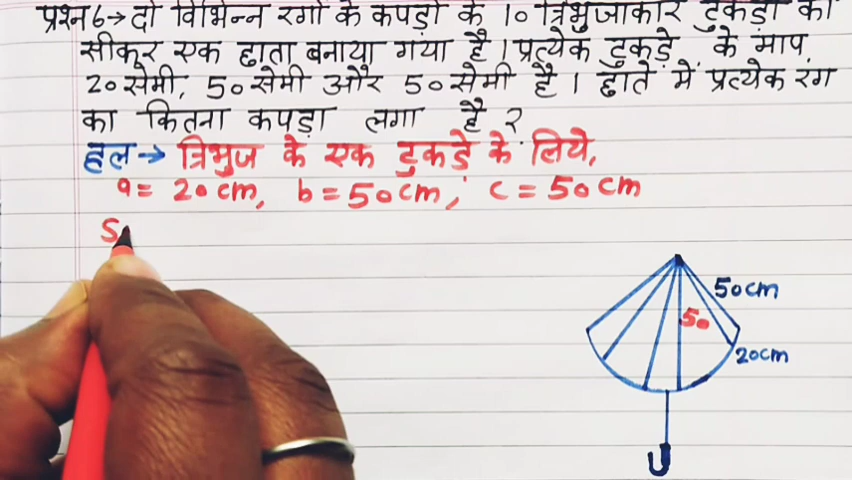 प्रश्न6→ दो विभिन्न रंगों के कपड़ों के 10 त्रिभुजाकार टुकड़ों को
सीकर एक छाता बनाया गया है। प्रत्येक टुकड़े के माप
20 सेमी, 50 सेमी और 50 सेमी है। छाते में प्रत्येक रंग
का कितना कपड़ा लगा है ?
हल→ त्रिभुज के एक टुकड़े के लिये,
a = 20 cm, b = 50 cm, c = 50 cm
S
50cm
50
20cm